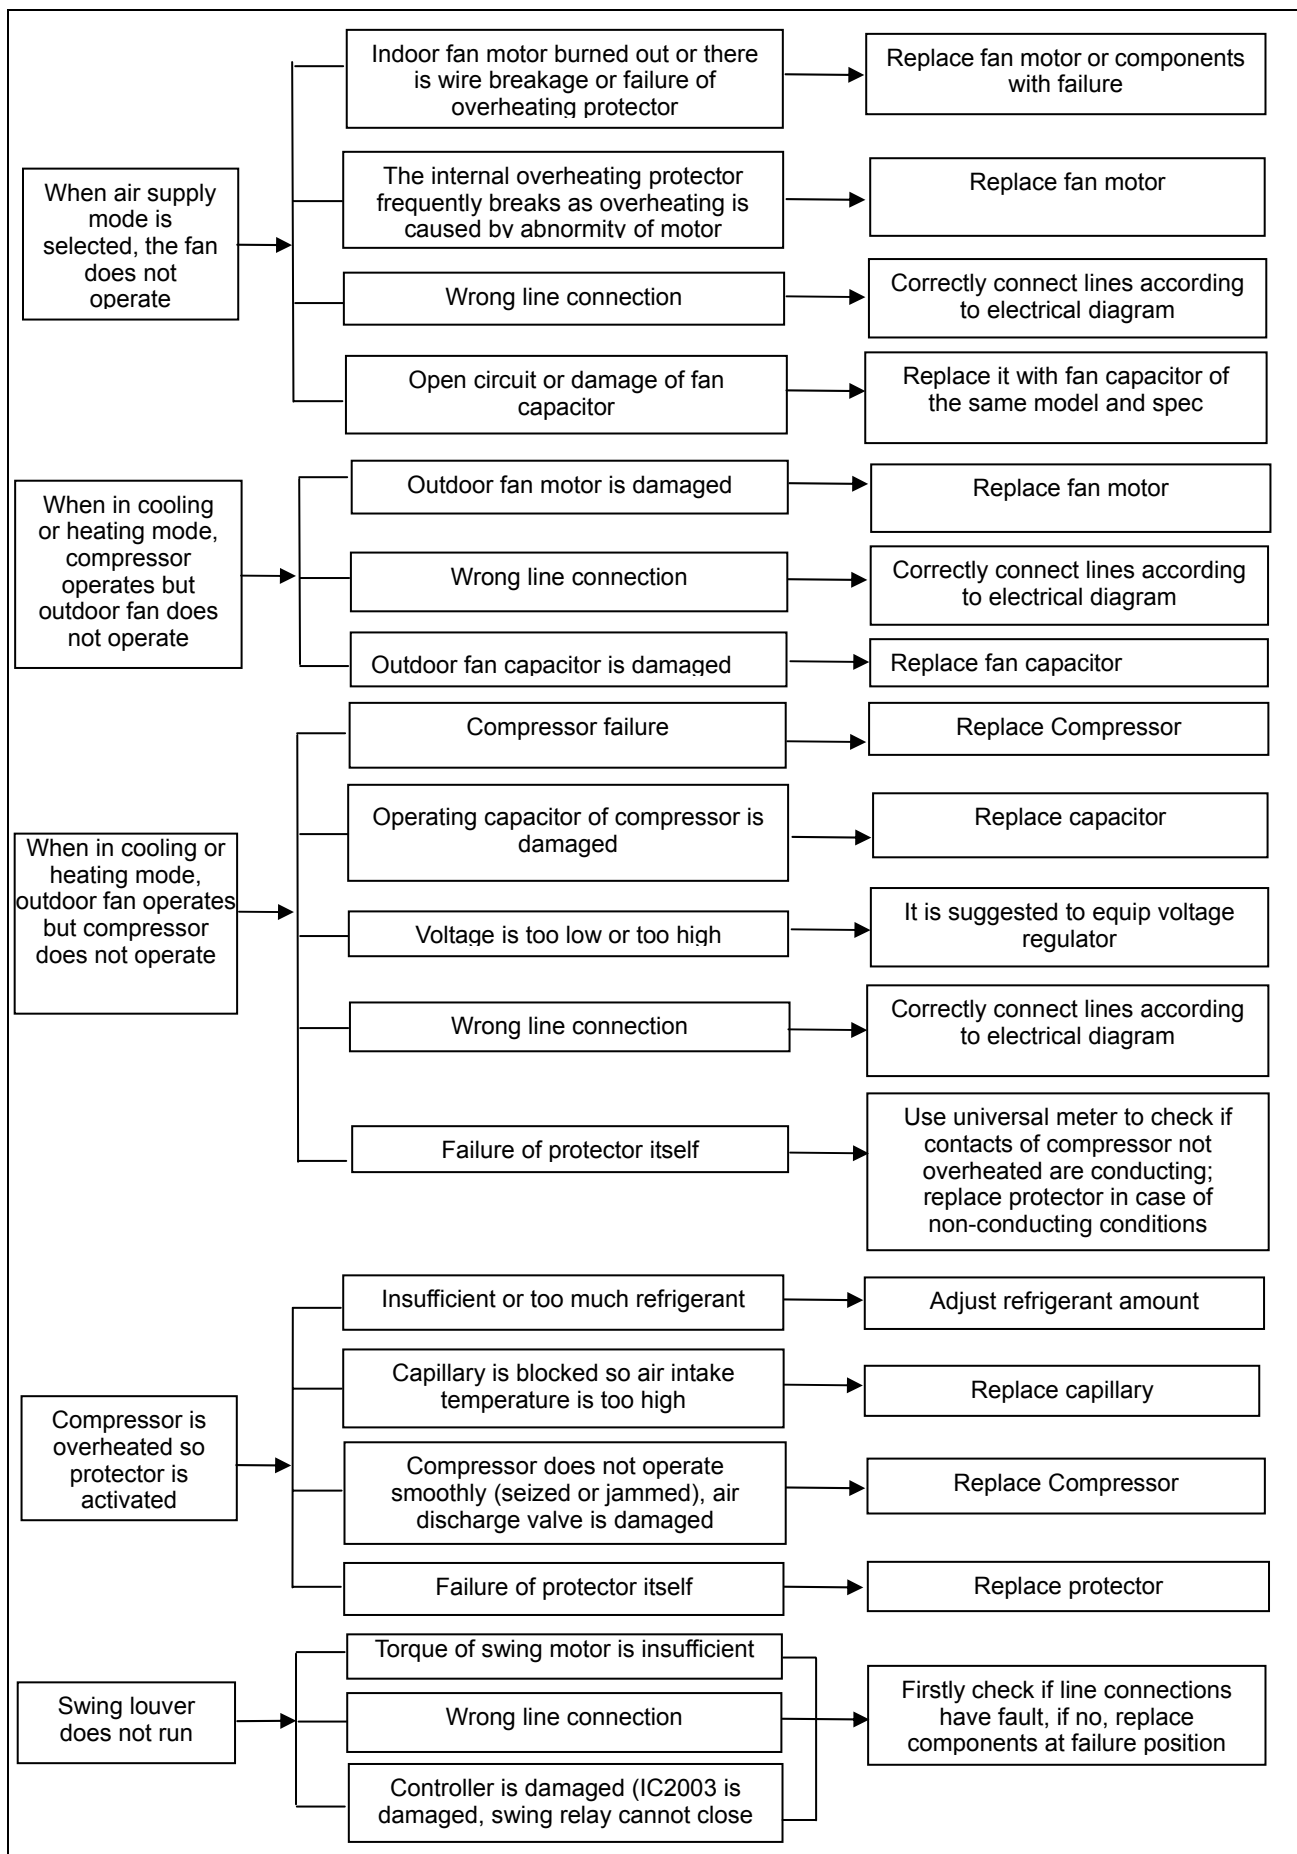 Indoor fan motor burned out or there
is wire breakage or failure of
overheating protector
Replace fan motor or components
with failure
When air supply
mode is
selected, the fan
does not
operate
The internal overheating protector
frequently breaks as overheating is
caused by abnormity of motor
Replace fan motor
Wrong line connection
Correctly connect lines according
to electrical diagram
Open circuit or damage of fan
capacitor
Replace it with fan capacitor of
the same model and spec
When in cooling
or heating mode,
compressor
operates but
outdoor fan does
not operate
Outdoor fan motor is damaged
Replace fan motor
Wrong line connection
Correctly connect lines according
to electrical diagram
Outdoor fan capacitor is damaged
Replace fan capacitor
When in cooling or
heating mode,
outdoor fan operates
but compressor
does not operate
Compressor failure
Replace Compressor
Operating capacitor of compressor is
damaged
Replace capacitor
Voltage is too low or too high
It is suggested to equip voltage
regulator
Wrong line connection
Correctly connect lines according
to electrical diagram
Failure of protector itself
Use universal meter to check if
contacts of compressor not
overheated are conducting;
replace protector in case of
non-conducting conditions
Compressor is
overheated so
protector is
activated
Insufficient or too much refrigerant
Adjust refrigerant amount
Capillary is blocked so air intake
temperature is too high
Replace capillary
Compressor does not operate
smoothly (seized or jammed), air
discharge valve is damaged
Replace Compressor
Failure of protector itself
Replace protector
Swing louver
does not run
Torque of swing motor is insufficient
Wrong line connection
Controller is damaged (IC2003 is
damaged, swing relay cannot close
Firstly check if line connections
have fault, if no, replace
components at failure position